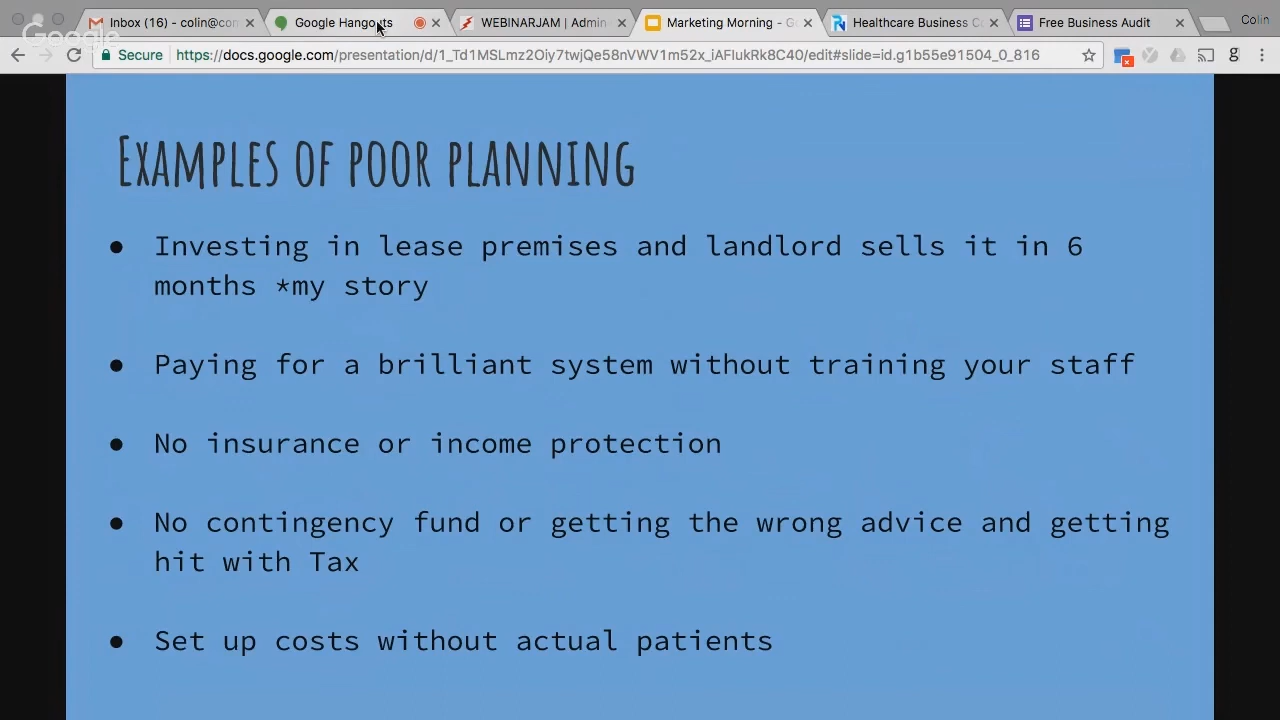 Inbox (16) - colin@con
Google Hangouts
WEBINARJAM | Admin
Marketing Morning - G
Healthcare Business Co
Free Business Audit
Colin
Google
Secure
https://docs.google.com/presentation/d/1_Td1MSLmz2Oiy7twjQe58nVWV1m52x_iAFIukRk8C40/edit#slide=id.g1b55e91504_0_816
g
EXAMPLES OF POOR PLANNING
● Investing in lease premises and landlord sells it in 6
months *my story
● Paying for a brilliant system without training your staff
● No insurance or income protection
● No contingency fund or getting the wrong advice and getting
hit with Tax
● Set up costs without actual patients